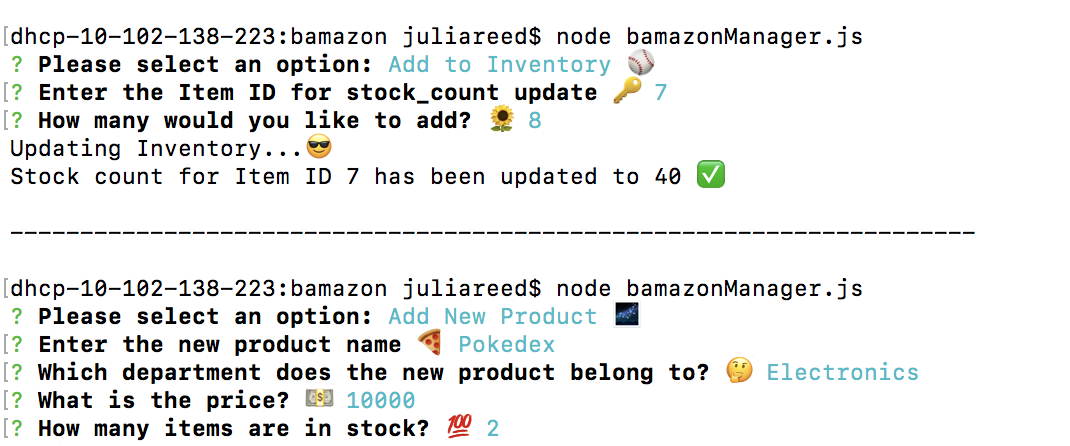 [dhcp-10-102-138-223:bamazon juliareed$ node bamazonManager.js
? Please select an option: Add to Inventory ⚾
[? Enter the Item ID for stock_count update 🔑 7
[? How many would you like to add? 🌻 8
Updating Inventory...😎
Stock count for Item ID 7 has been updated to 40 ✅
---------------------------------------------------------------------
[dhcp-10-102-138-223:bamazon juliareed$ node bamazonManager.js
? Please select an option: Add New Product 🌌
[? Enter the new product name 🍕 Pokedex
[? Which department does the new product belong to? 🤔 Electronics
[? What is the price? 💵 10000
[? How many items are in stock? 💯 2